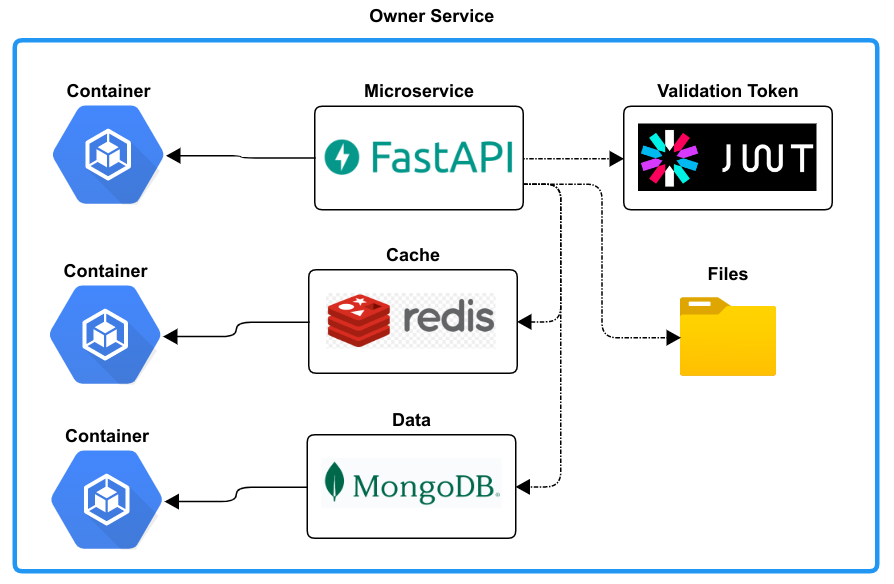 Owner Service
Container
Microservice
Validation Token
FastAPI
JWT
Cache
Container
Files
redis
Data
Container
MongoDB®